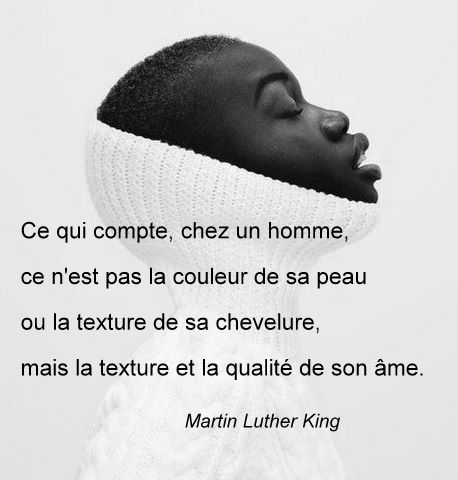 Ce qui compte, chez un homme,
ce n'est pas la couleur de sa peau
ou la texture de sa chevelure,
mais la texture et la qualité de son âme.
Martin Luther King